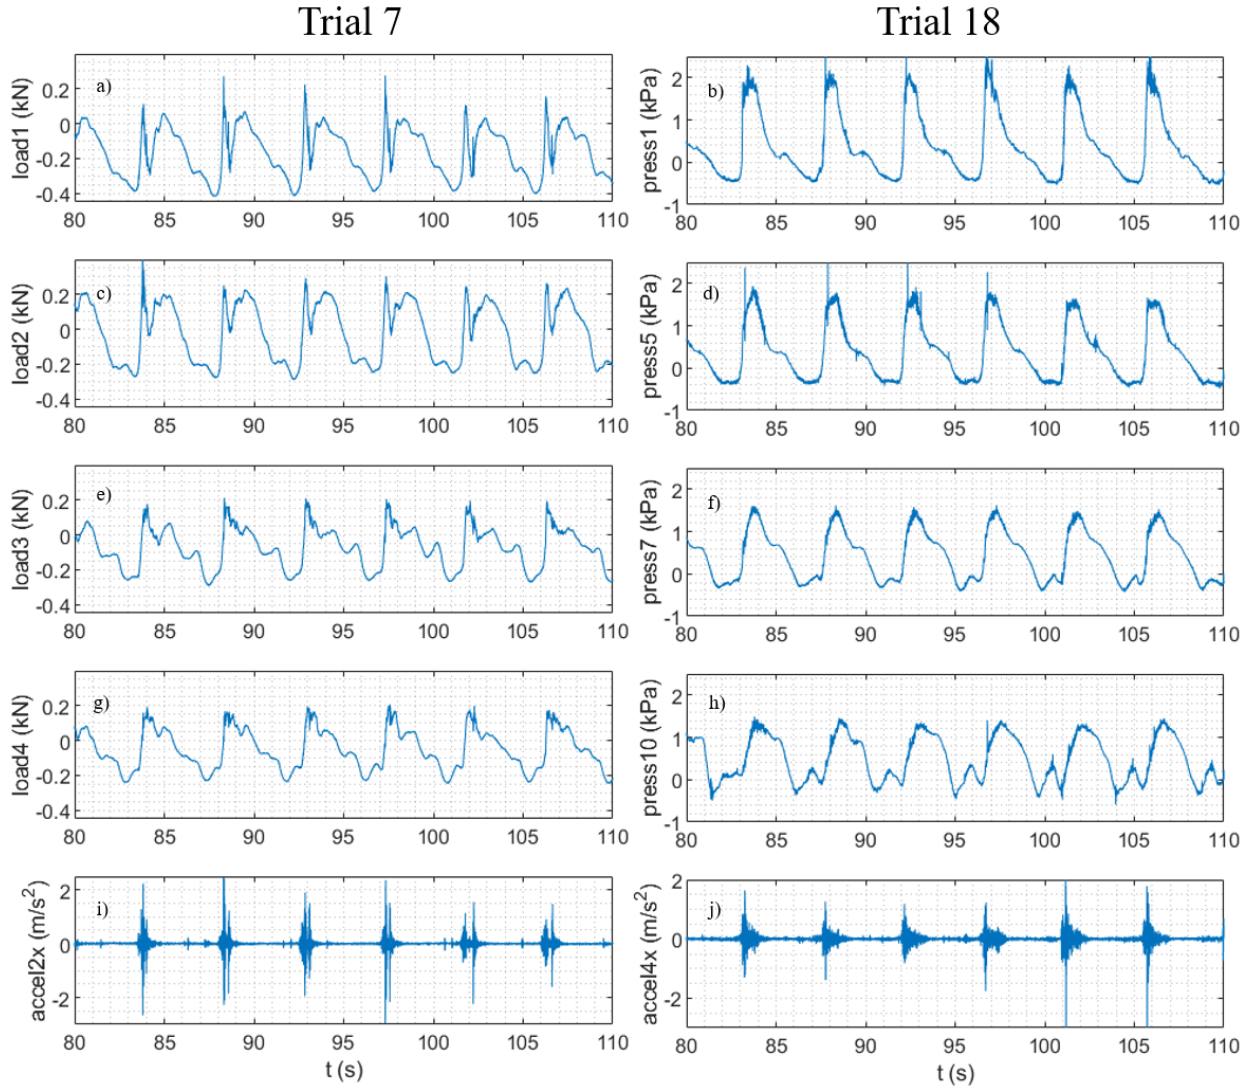 Trial 7
Trial 18
a)
load1 (kN)
0.2
0
-0.2
-0.4
80 85 90 95 100 105 110
b)
press1 (kPa)
2
1
0
-1
80 85 90 95 100 105 110
c)
load2 (kN)
0.2
0
-0.2
-0.4
80 85 90 95 100 105 110
d)
press5 (kPa)
2
1
0
-1
80 85 90 95 100 105 110
e)
load3 (kN)
0.2
0
-0.2
-0.4
80 85 90 95 100 105 110
f)
press7 (kPa)
2
1
0
-1
80 85 90 95 100 105 110
g)
load4 (kN)
0.2
0
-0.2
-0.4
80 85 90 95 100 105 110
h)
press10 (kPa)
2
1
0
-1
80 85 90 95 100 105 110
i)
accel2x (m/s²)
2
0
-2
80 85 90 95 100 105 110
t (s)
j)
accel4x (m/s²)
2
0
-2
80 85 90 95 100 105 110
t (s)